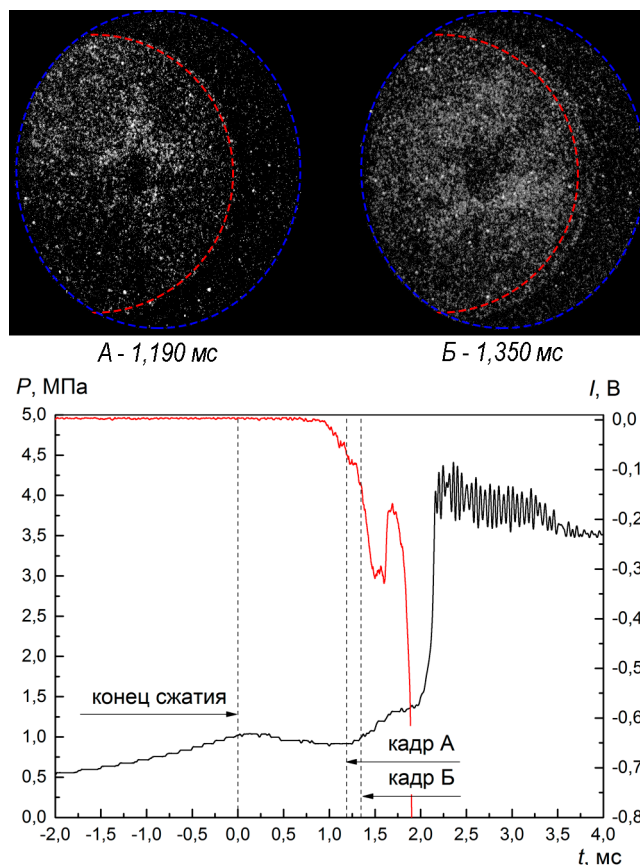 А - 1,190 мс
Б - 1,350 мс
P, МПа
I, В
5,0
4,5
4,0
3,5
3,0
2,5
2,0
1,5
1,0
0,5
0,0
0,0
-0,1
-0,2
-0,3
-0,4
-0,5
-0,6
-0,7
-0,8
конец сжатия
кадр А
кадр Б
-2,0 -1,5 -1,0 -0,5 0,0 0,5 1,0 1,5 2,0 2,5 3,0 3,5 4,0
t, мс